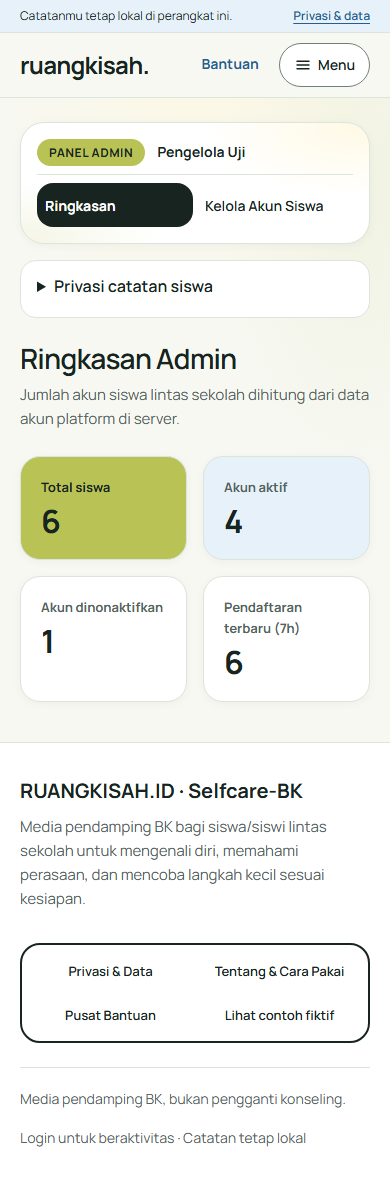 Catatanmu tetap lokal di perangkat ini. Privasi & data
ruangkisah. Bantuan Menu
PANEL ADMIN Pengelola Uji
Ringkasan Kelola Akun Siswa
Privasi catatan siswa
Ringkasan Admin
Jumlah akun siswa lintas sekolah dihitung dari data
akun platform di server.
Total siswa
6
Akun aktif
4
Akun dinonaktifkan
1
Pendaftaran
terbaru (7h)
6
RUANGKISAH.ID · Selfcare-BK
Media pendamping BK bagi siswa/siswi lintas
sekolah untuk mengenali diri, memahami
perasaan, dan mencoba langkah kecil sesuai
kesiapan.
Privasi & Data Tentang & Cara Pakai
Pusat Bantuan Lihat contoh fiktif
Media pendamping BK, bukan pengganti konseling.
Login untuk beraktivitas · Catatan tetap lokal